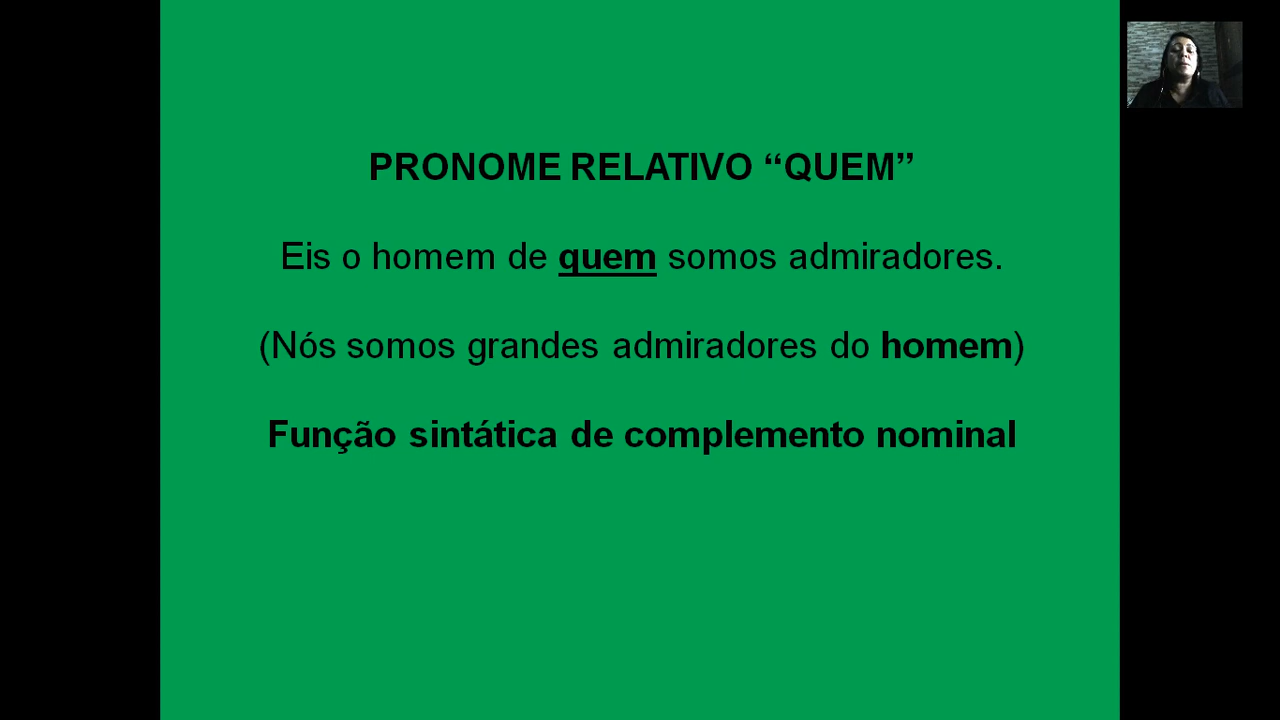 PRONOME RELATIVO “QUEM”
Eis o homem de quem somos admiradores.
(Nós somos grandes admiradores do homem)
Função sintática de complemento nominal